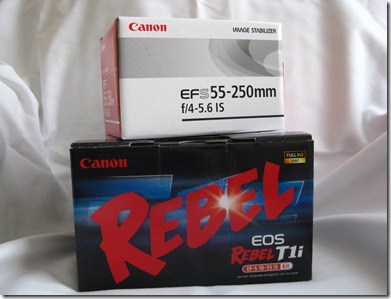 Canon
IMAGE STABILIZER
EFS 55-250mm
f/4-5.6 IS
Canon
FULL HD
REBEL
EOS
REBEL T1i
EF-S 18-55 IS Kit